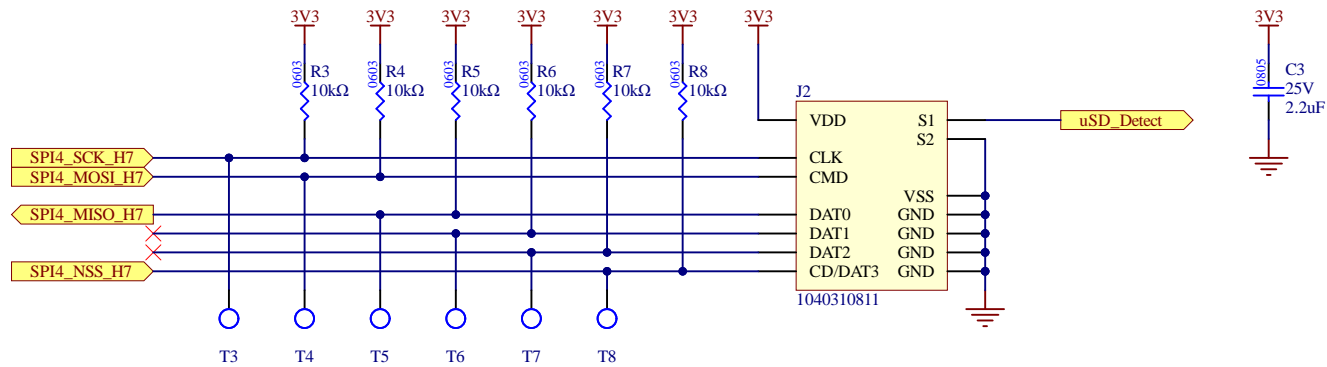 3V3 3V3 3V3 3V3 3V3 3V3 3V3 3V3
0603 R3 10kΩ
0603 R4 10kΩ
0603 R5 10kΩ
0603 R6 10kΩ
0603 R7 10kΩ
0603 R8 10kΩ
0805 C3
25V
2.2uF
J2
VDD S1
S2
CLK
CMD
VSS
DAT0 GND
DAT1 GND
DAT2 GND
CD/DAT3 GND
1040310811
uSD_Detect
SPI4_SCK_H7
SPI4_MOSI_H7
SPI4_MISO_H7
SPI4_NSS_H7
T3 T4 T5 T6 T7 T8